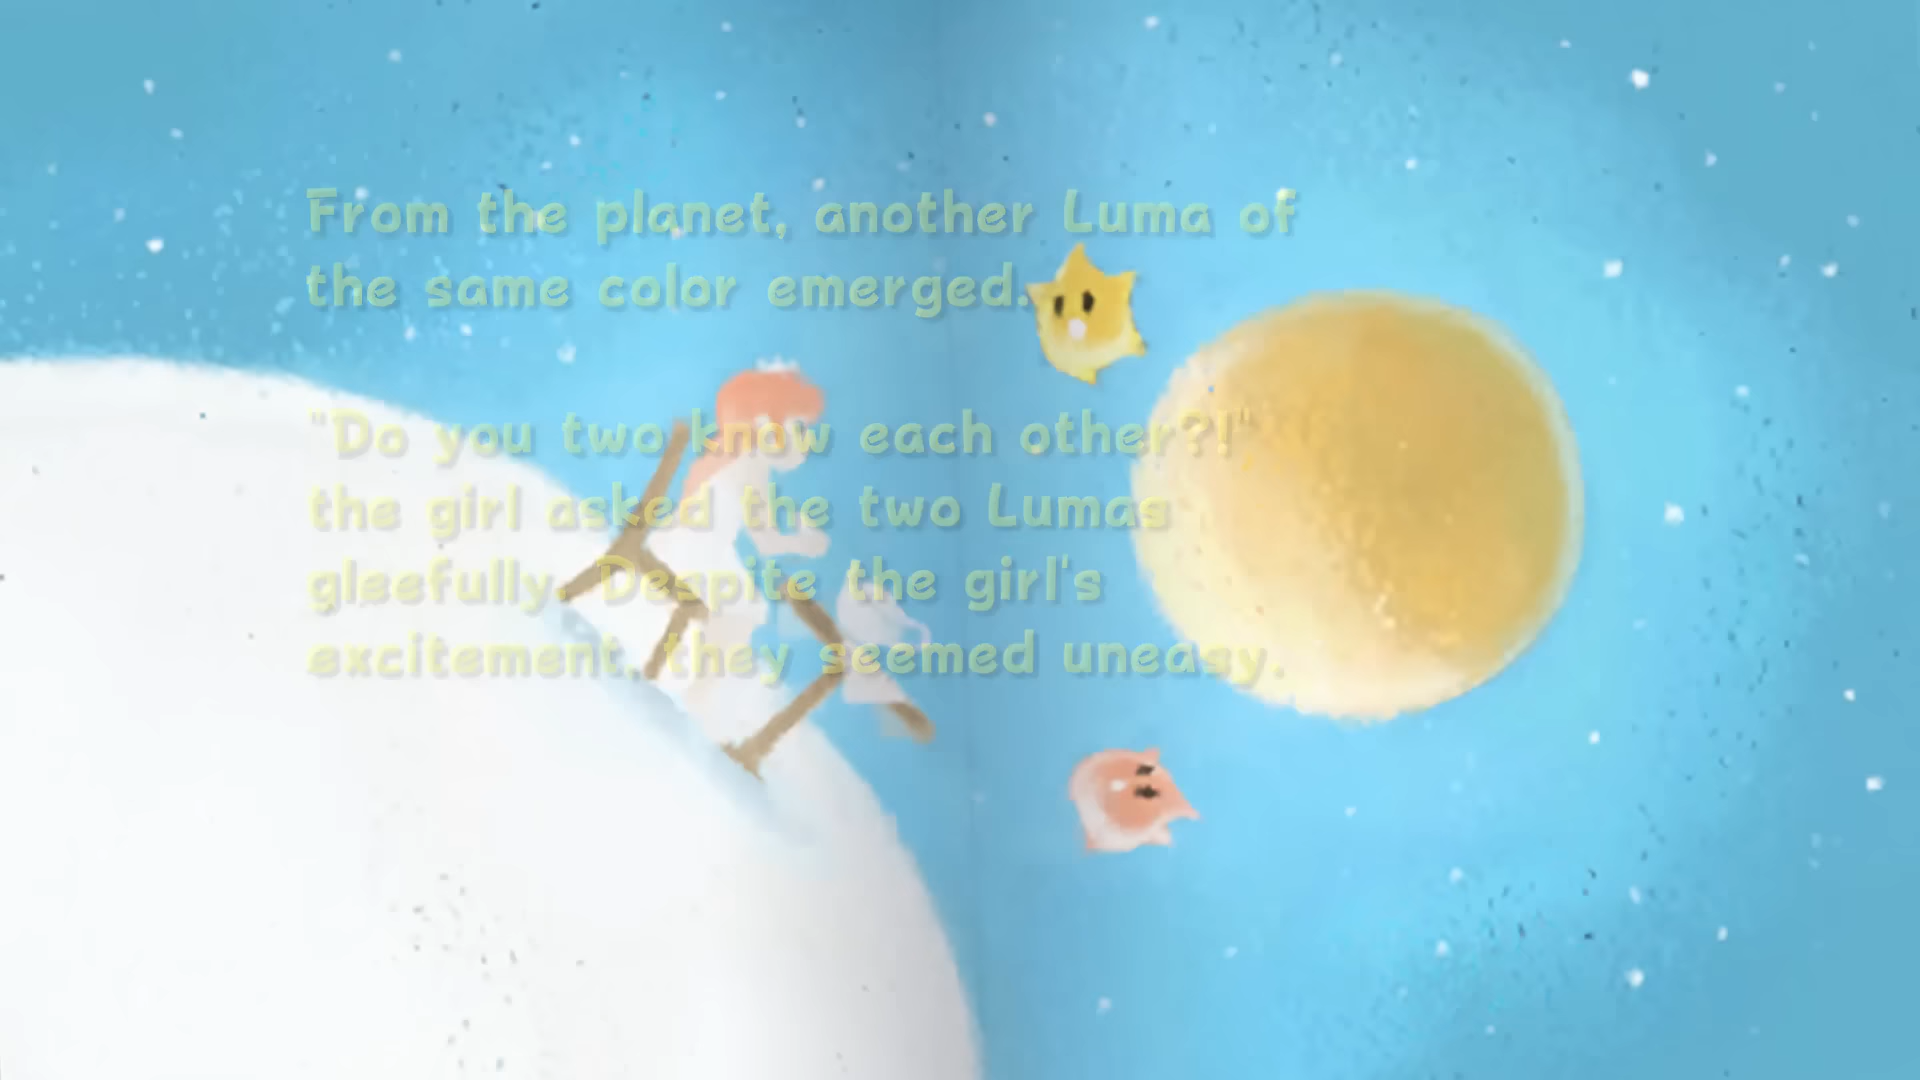 From the planet, another Luma of
the same color emerged.
"Do you two know each other?!"
the girl asked the two Lumas
gleefully. Despite the girl's
excitement, they seemed uneasy.